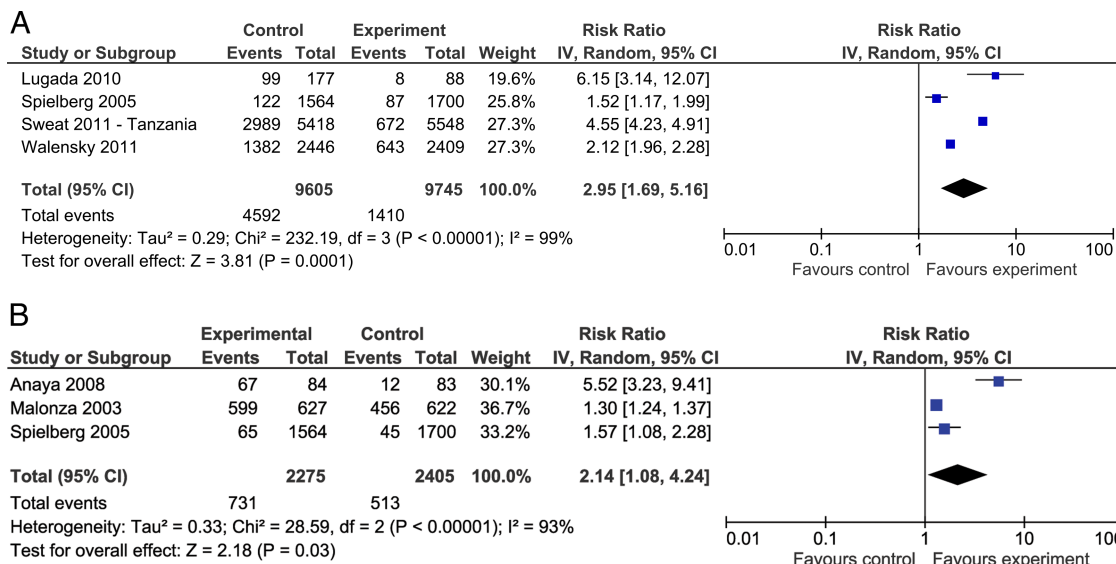 A
Control Experiment Risk Ratio Risk Ratio
Study or Subgroup Events Total Events Total Weight IV, Random, 95% CI IV, Random, 95% CI
Lugada 2010 99 177 8 88 19.6% 6.15 [3.14, 12.07]
Spielberg 2005 122 1564 87 1700 25.8% 1.52 [1.17, 1.99]
Sweat 2011 - Tanzania 2989 5418 672 5548 27.3% 4.55 [4.23, 4.91]
Walensky 2011 1382 2446 643 2409 27.3% 2.12 [1.96, 2.28]
Total (95% CI) 9605 9745 100.0% 2.95 [1.69, 5.16]
Total events 4592 1410
Heterogeneity: Tau² = 0.29; Chi² = 232.19, df = 3 (P < 0.00001); I² = 99%
Test for overall effect: Z = 3.81 (P = 0.0001)
0.01 0.1 1 10 100
Favours control Favours experiment
B
Experimental Control Risk Ratio Risk Ratio
Study or Subgroup Events Total Events Total Weight IV, Random, 95% CI IV, Random, 95% CI
Anaya 2008 67 84 12 83 30.1% 5.52 [3.23, 9.41]
Malonza 2003 599 627 456 622 36.7% 1.30 [1.24, 1.37]
Spielberg 2005 65 1564 45 1700 33.2% 1.57 [1.08, 2.28]
Total (95% CI) 2275 2405 100.0% 2.14 [1.08, 4.24]
Total events 731 513
Heterogeneity: Tau² = 0.33; Chi² = 28.59, df = 2 (P < 0.00001); I² = 93%
Test for overall effect: Z = 2.18 (P = 0.03)
0.01 0.1 1 10 100
Favours control Favours experiment